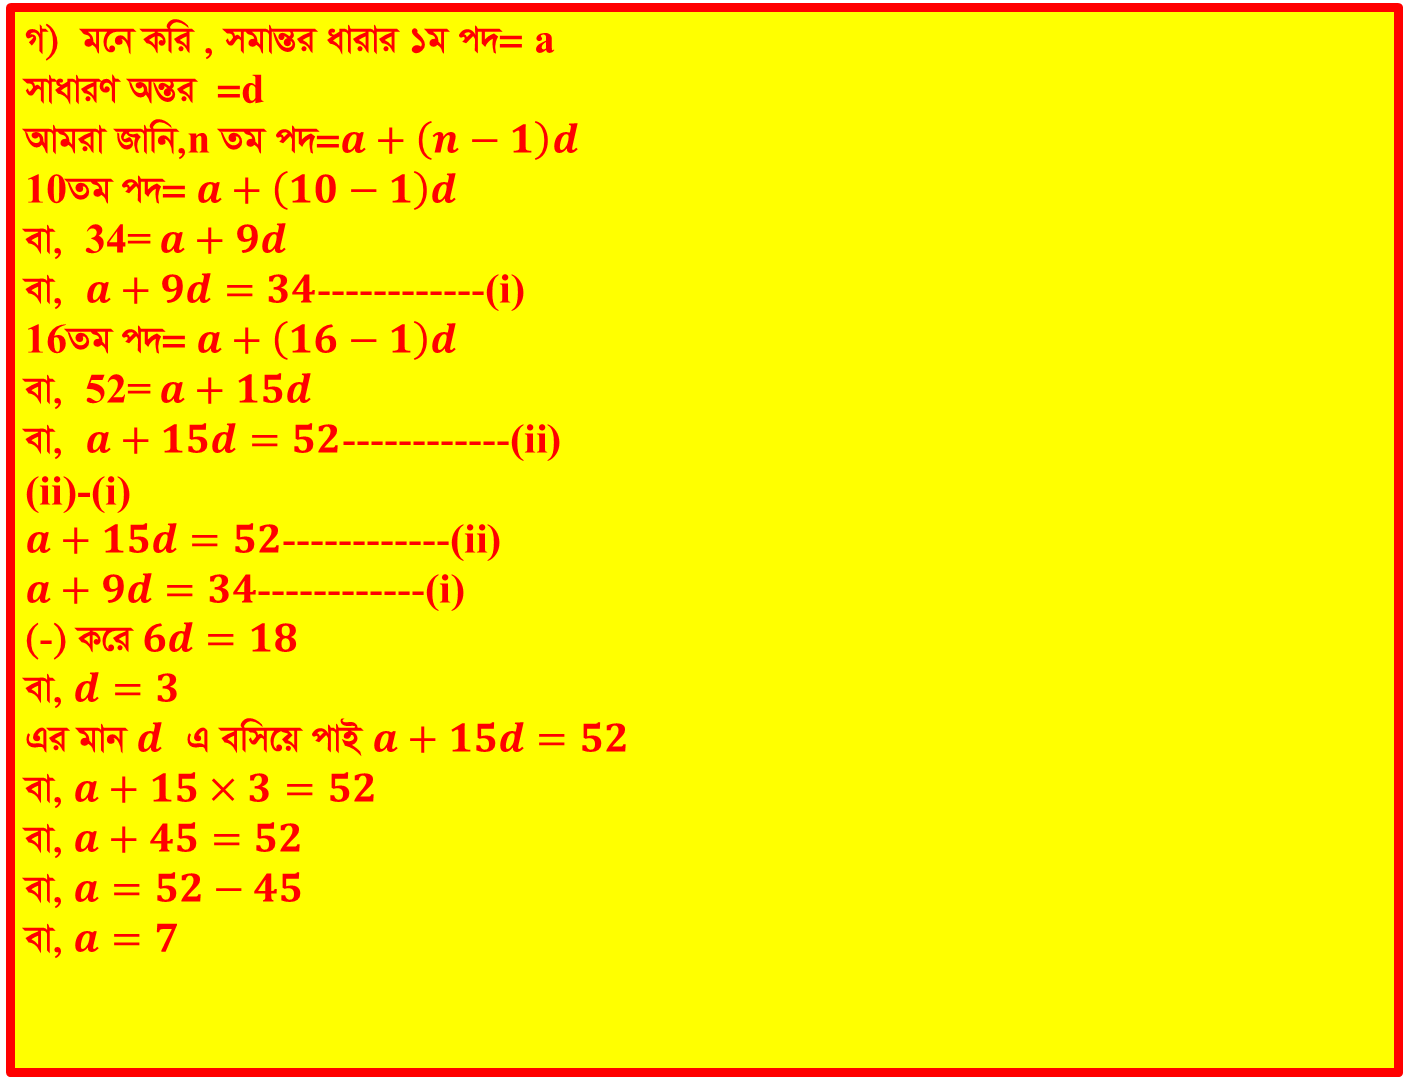 গ)  মনে করি , সমান্তর ধারার ১ম পদ= a
সাধারণ অন্তর  =d
আমরা জানি,n তম পদ=a + (n − 1)d
10তম পদ= a + (10 − 1)d
বা,  34= a + 9d
বা,  a + 9d = 34------------(i)
16তম পদ= a + (16 − 1)d
বা,  52= a + 15d
বা,  a + 15d = 52------------(ii)
(ii)-(i)
a + 15d = 52------------(ii)
a + 9d = 34------------(i)
(-) করে 6d = 18
বা, d = 3
এর মান d  এ বসিয়ে পাই a + 15d = 52
বা, a + 15 × 3 = 52
বা, a + 45 = 52
বা, a = 52 − 45
বা, a = 7